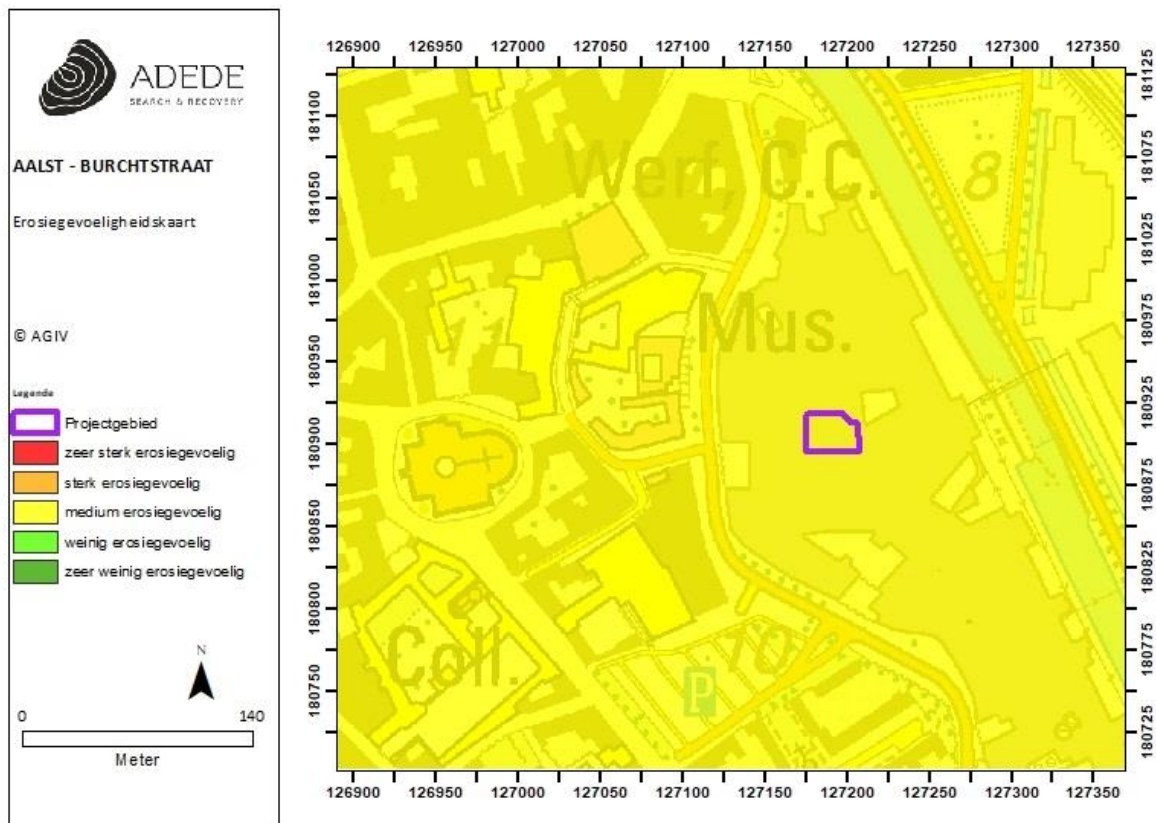 ADEDE
SEARCH & RECOVERY
AALST - BURCHTSTRAAT
Erosiegevoeligheidskaart
© AGIV
Legende
Projectgebied
zeer sterk erosiegevoelig
sterk erosiegevoelig
medium erosiegevoelig
weinig erosiegevoelig
zeer weinig erosiegevoelig
N
0 140
Meter
126900 126950 127000 127050 127100 127150 127200 127250 127300 127350
181100 181050 181000 180950 180900 180850 180800 180750
Werf, C.C.
8
Mus.
Coll.
10
P
8
181125 181075 181025 180975 180925 180875 180825 180775 180725
126900 126950 127000 127050 127100 127150 127200 127250 127300 127350